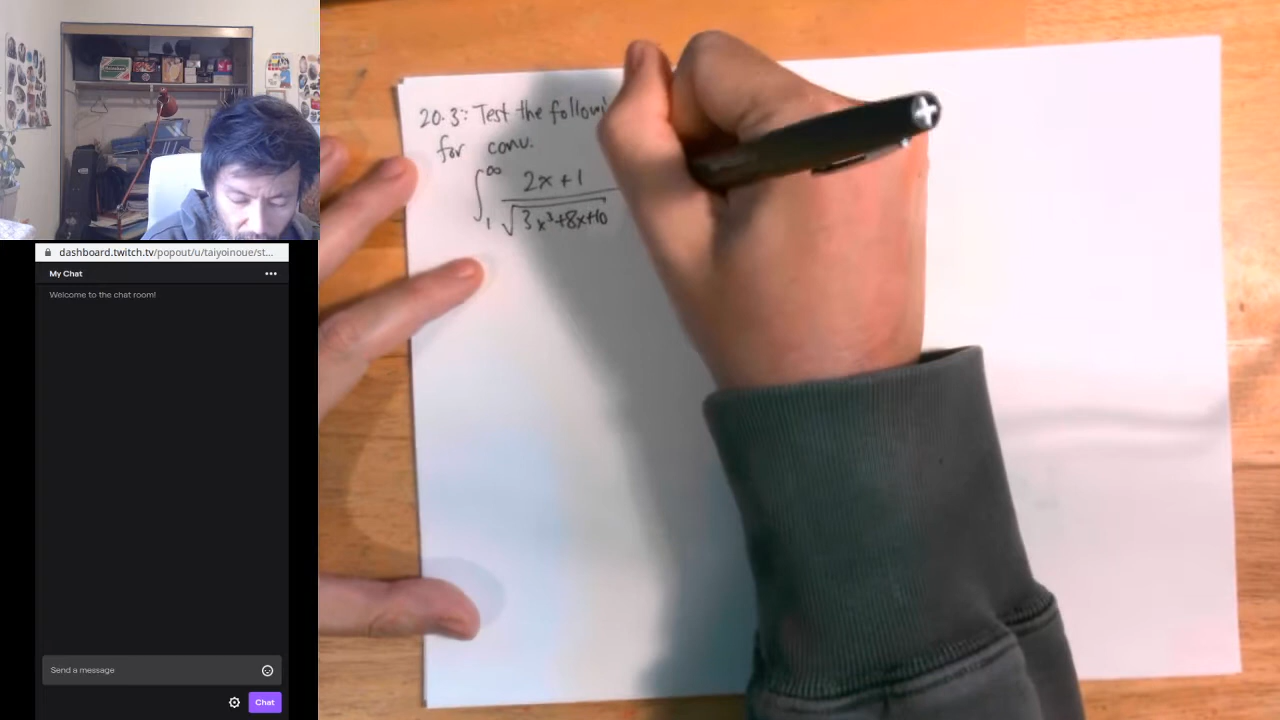 dashboard.twitch.tv/popout/u/taiyoinoue/st...
My Chat
Welcome to the chat room!
Send a message
Chat
20.3: Test the
for conv.
∫₁^∞ (2x+1)/√(3x³+8x+10)